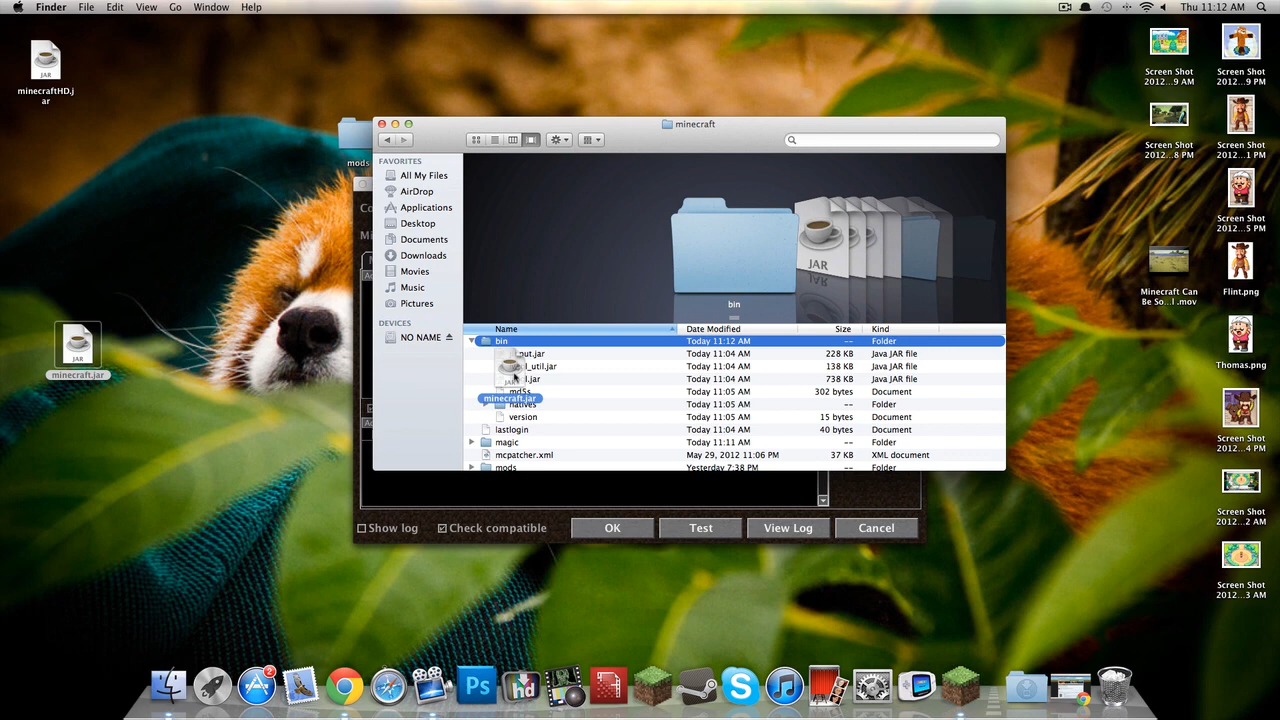 Finder File Edit View Go Window Help
Thu 11:12 AM
JAR
minecraftHD.j
ar
mods
JAR
minecraft.jar
minecraft
FAVORITES
All My Files
AirDrop
Applications
Desktop
Documents
Downloads
Movies
Music
Pictures
DEVICES
NO NAME
JAR
bin
Name Date Modified Size Kind
bin Today 11:12 AM -- Folder
put.jar Today 11:04 AM 228 KB Java JAR file
l_util.jar Today 11:04 AM 138 KB Java JAR file
l.jar Today 11:04 AM 738 KB Java JAR file
md5s Today 11:05 AM 302 bytes Document
natives Today 11:05 AM -- Folder
minecraft.jar
version Today 11:05 AM 15 bytes Document
lastlogin Today 11:04 AM 40 bytes Document
magic Today 11:11 AM -- Folder
mcpatcher.xml May 29, 2012 11:06 PM 37 KB XML document
mods Yesterday 7:38 PM -- Folder
Show log Check compatible OK Test View Log Cancel
Screen Shot
2012...9 AM
Screen Shot
2012...9 PM
Screen Shot
2012...8 PM
Screen Shot
2012...1 PM
Screen Shot
2012...5 PM
Minecraft Can
Be So...l .mov
Flint.png
Thomas.png
Screen Shot
2012...4 PM
Screen Shot
2012...2 AM
Screen Shot
2012...3 AM
2
Ps
hd